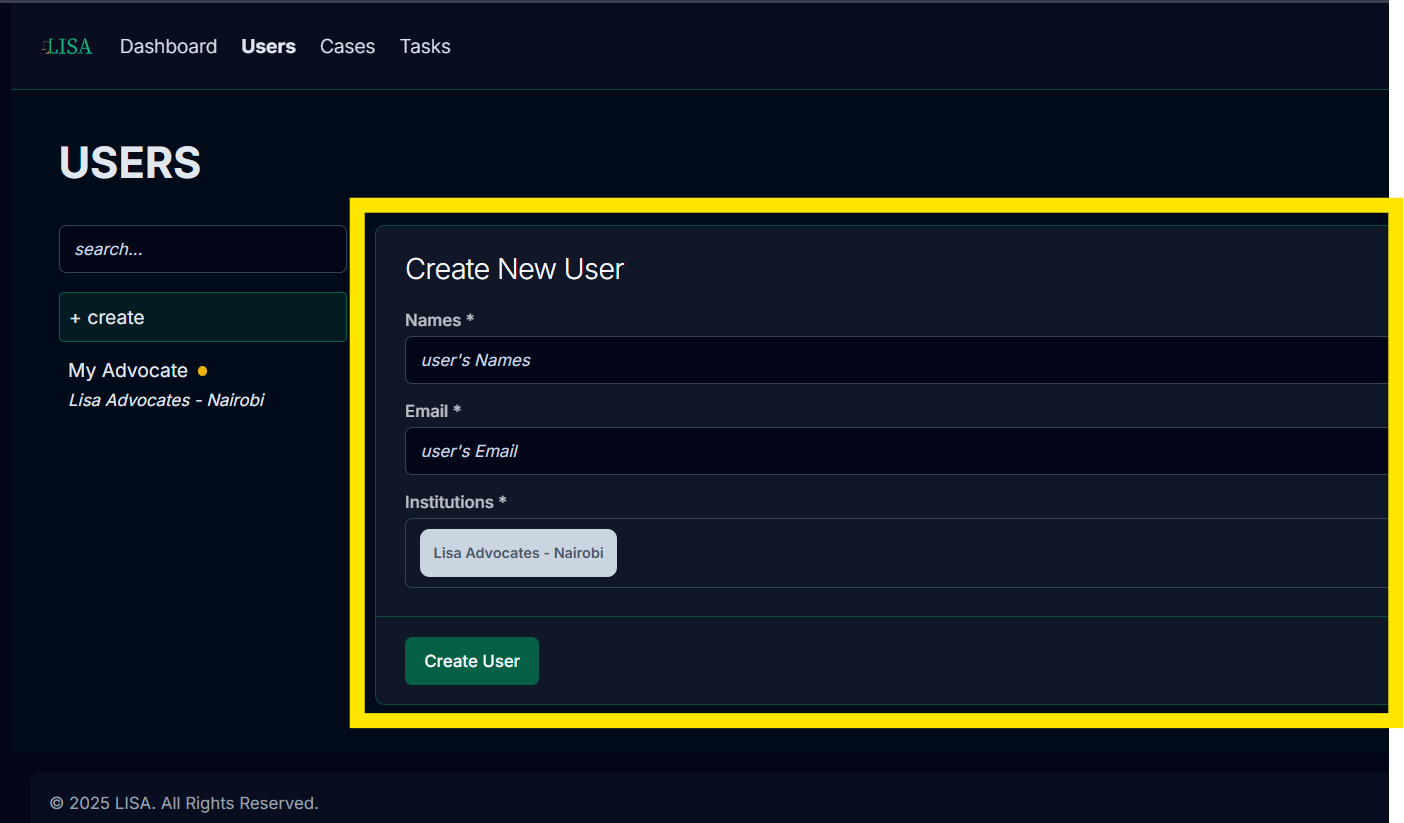 LISA Dashboard Users Cases Tasks
USERS
search...
+ create
My Advocate
Lisa Advocates - Nairobi
Create New User
Names *
user's Names
Email *
user's Email
Institutions *
Lisa Advocates - Nairobi
Create User
© 2025 LISA. All Rights Reserved.